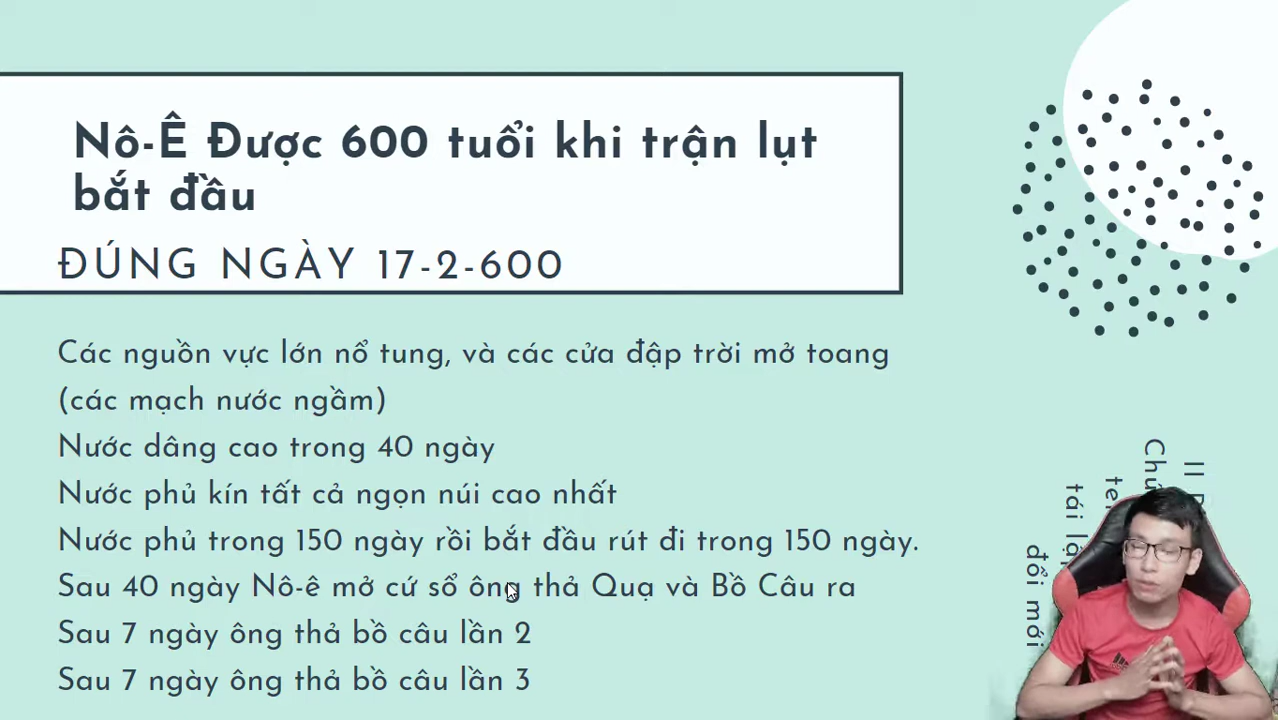 Nô-Ê Được 600 tuổi khi trận lụt
bắt đầu
ĐÚNG NGÀY 17-2-600
Các nguồn vực lớn nổ tung, và các cửa đập trời mở toang
(các mạch nước ngầm)
Nước dâng cao trong 40 ngày
Nước phủ kín tất cả ngọn núi cao nhất
Nước phủ trong 150 ngày rồi bắt đầu rút đi trong 150 ngày.
Sau 40 ngày Nô-ê mở cứ sổ ông thả Quạ và Bồ Câu ra
Sau 7 ngày ông thả bồ câu lần 2
Sau 7 ngày ông thả bồ câu lần 3
II
tái
đổi mới